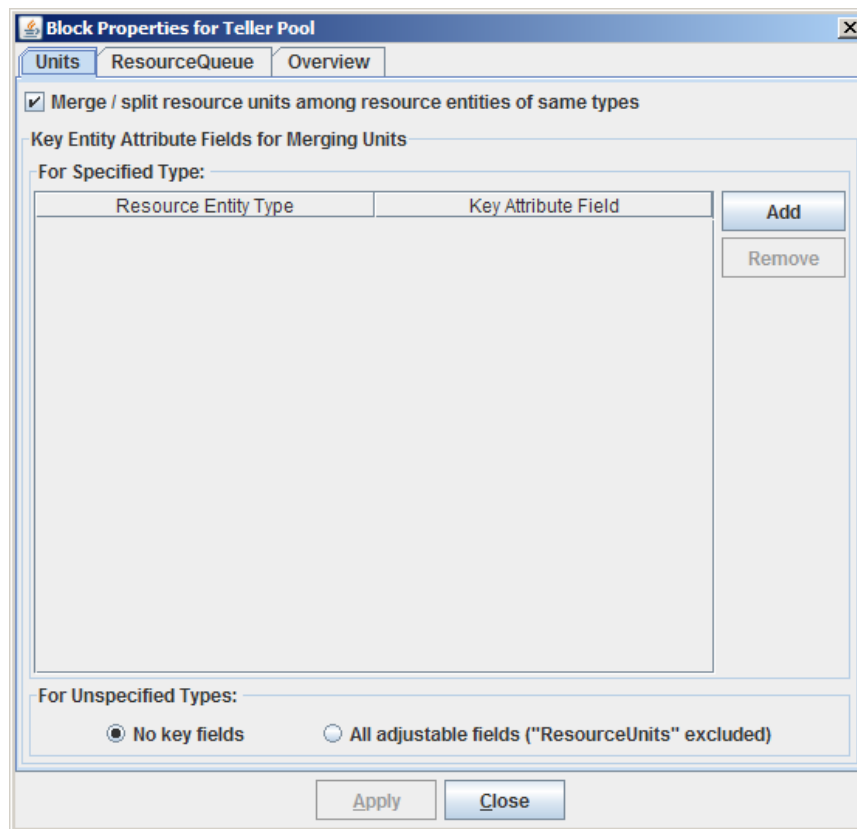 Block Properties for Teller Pool
Units ResourceQueue Overview
Merge / split resource units among resource entities of same types
Key Entity Attribute Fields for Merging Units
For Specified Type:
Resource Entity Type Key Attribute Field Add
Remove
For Unspecified Types:
No key fields All adjustable fields ("ResourceUnits" excluded)
Apply Close